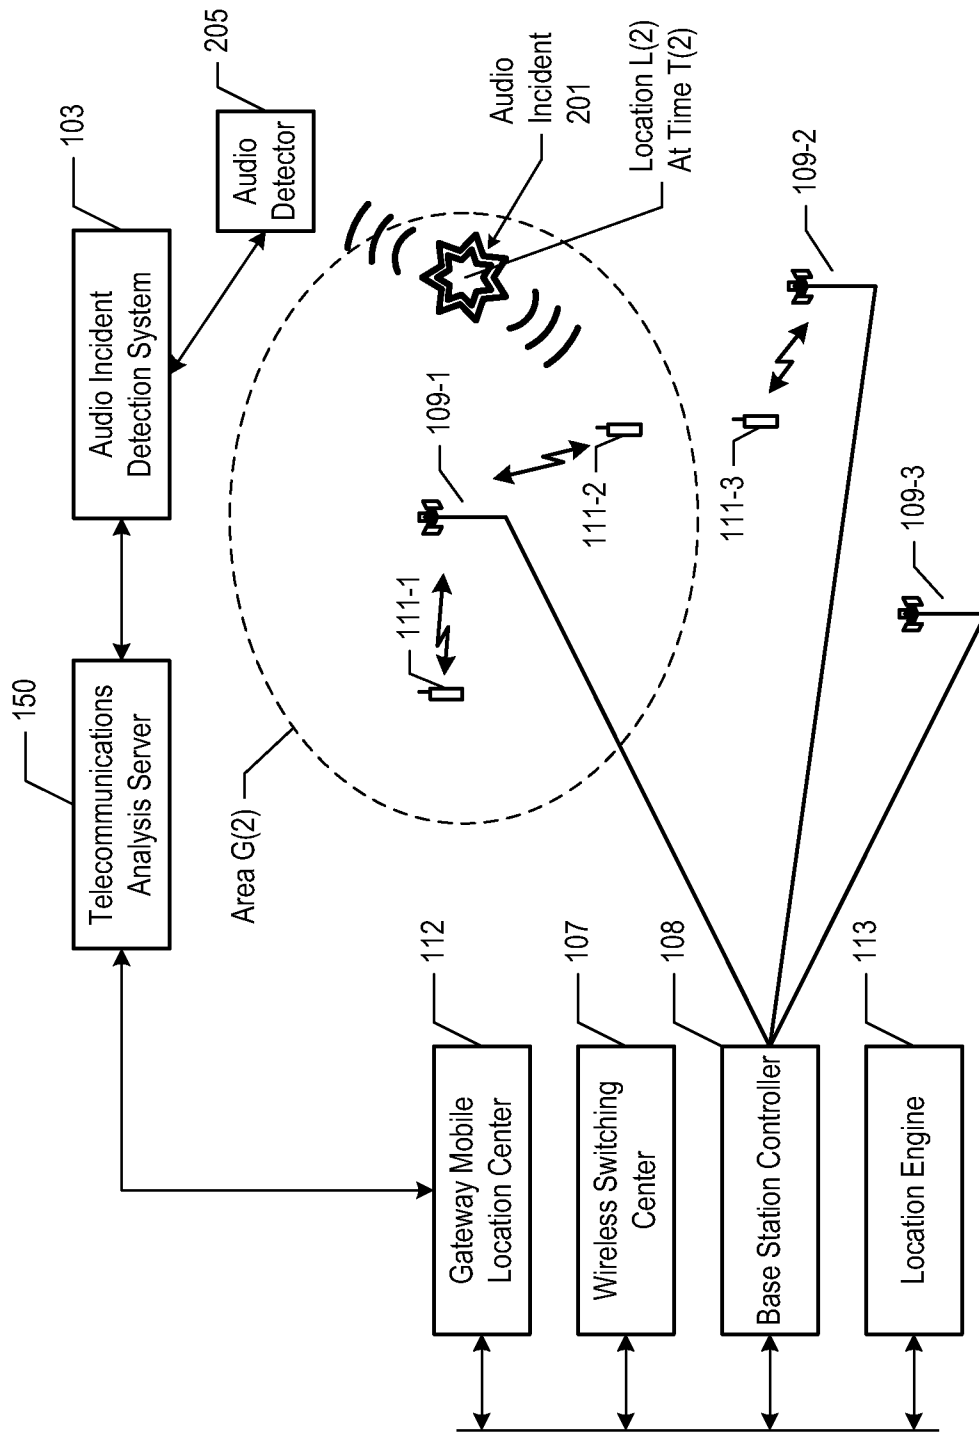 150
Telecommunications
Analysis Server
103
Audio Incident
Detection System
205
Audio
Detector
Area G(2)
111-1
109-1
111-2
Audio
Incident
201
Location L(2)
At Time T(2)
111-3
109-2
109-3
112
Gateway Mobile
Location Center
107
Wireless Switching
Center
108
Base Station Controller
113
Location Engine